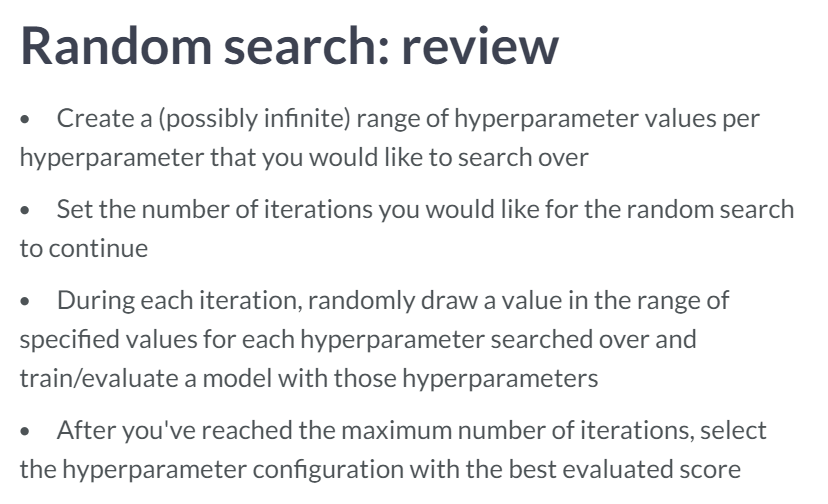 Random search: review
• Create a (possibly infinite) range of hyperparameter values per
hyperparameter that you would like to search over
• Set the number of iterations you would like for the random search
to continue
• During each iteration, randomly draw a value in the range of
specified values for each hyperparameter searched over and
train/evaluate a model with those hyperparameters
• After you've reached the maximum number of iterations, select
the hyperparameter configuration with the best evaluated score